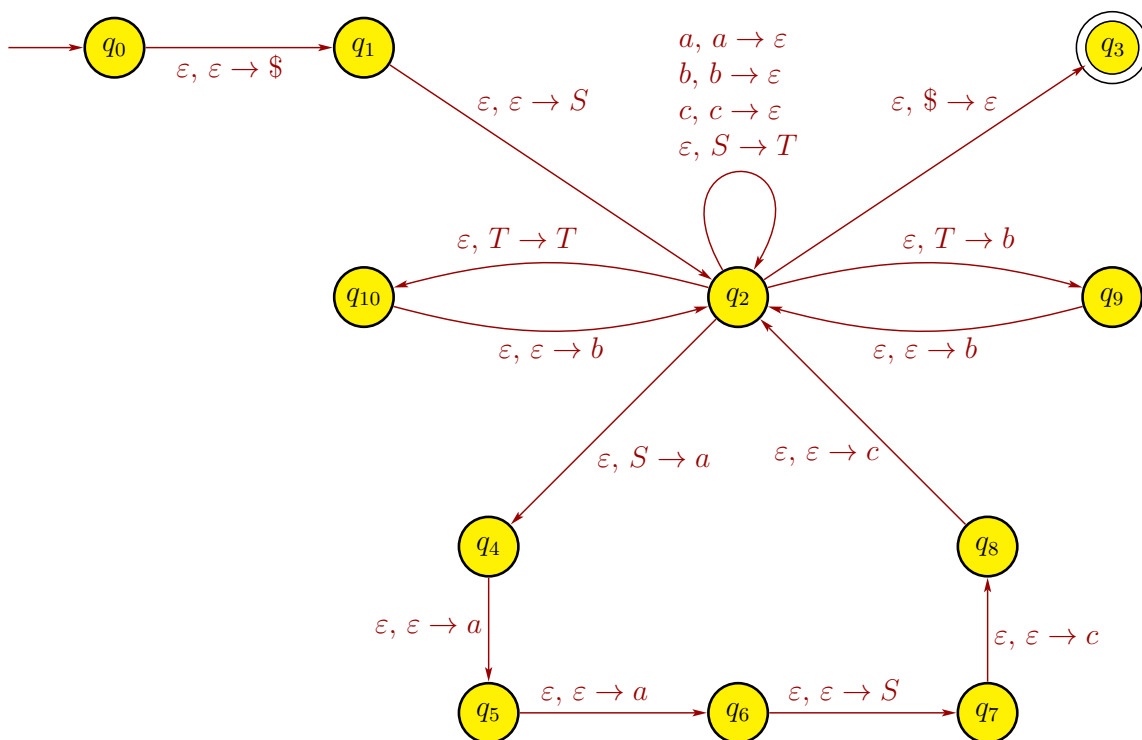 q0
q1
q3
ε, ε → $
a, a → ε
b, b → ε
c, c → ε
ε, S → T
ε, ε → S
ε, $ → ε
ε, T → T
ε, T → b
q10
q2
q9
ε, ε → b
ε, ε → b
ε, S → a
ε, ε → c
q4
q8
ε, ε → a
ε, ε → c
q5
ε, ε → a
q6
ε, ε → S
q7